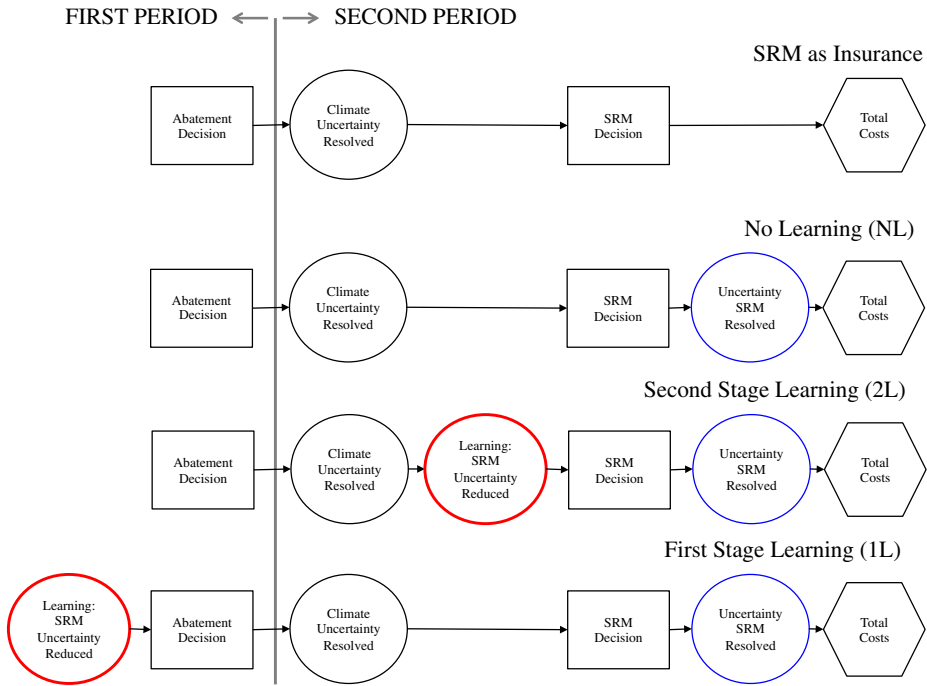 FIRST PERIOD
SECOND PERIOD
SRM as Insurance
Abatement
Decision
Climate
Uncertainty
Resolved
SRM
Decision
Total
Costs
No Learning (NL)
Abatement
Decision
Climate
Uncertainty
Resolved
SRM
Decision
Uncertainty
SRM
Resolved
Total
Costs
Second Stage Learning (2L)
Abatement
Decision
Climate
Uncertainty
Resolved
Learning:
SRM
Uncertainty
Reduced
SRM
Decision
Uncertainty
SRM
Resolved
Total
Costs
First Stage Learning (1L)
Learning:
SRM
Uncertainty
Reduced
Abatement
Decision
Climate
Uncertainty
Resolved
SRM
Decision
Uncertainty
SRM
Resolved
Total
Costs